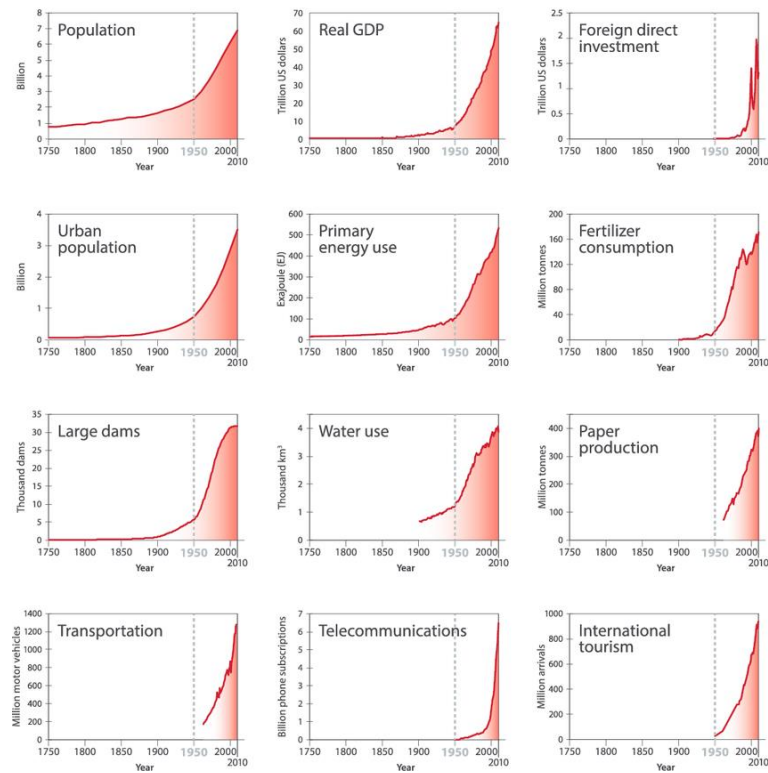 Population
Billion
8
7
6
5
4
3
2
1
0
1750 1800 1850 1900 1950 2000 2010
Year
Real GDP
Trillion US dollars
70
60
50
40
30
20
10
0
1750 1800 1850 1900 1950 2000 2010
Year
Foreign direct
investment
Trillion US dollars
2.5
2
1.5
1
0.5
0
1750 1800 1850 1900 1950 2000 2010
Year
Urban
population
Billion
4
3
2
1
0
1750 1800 1850 1900 1950 2000 2010
Year
Primary
energy use
Exajoule (EJ)
600
500
400
300
200
100
0
1750 1800 1850 1900 1950 2000 2010
Year
Fertilizer
consumption
Million tonnes
200
160
120
80
40
0
1750 1800 1850 1900 1950 2000 2010
Year
Large dams
Thousand dams
35
30
25
20
15
10
5
0
1750 1800 1850 1900 1950 2000 2010
Year
Water use
Thousand km³
4
3
2
1
0
1750 1800 1850 1900 1950 2000 2010
Year
Paper
production
Million tonnes
400
300
200
100
0
1750 1800 1850 1900 1950 2000 2010
Year
Transportation
Million motor vehicles
1400
1200
1000
800
600
400
200
0
1750 1800 1850 1900 1950 2000 2010
Year
Telecommunications
Billion phone subscriptions
7
6
5
4
3
2
1
0
1750 1800 1850 1900 1950 2000 2010
Year
International
tourism
Million arrivals
1000
800
600
400
200
0
1750 1800 1850 1900 1950 2000 2010
Year